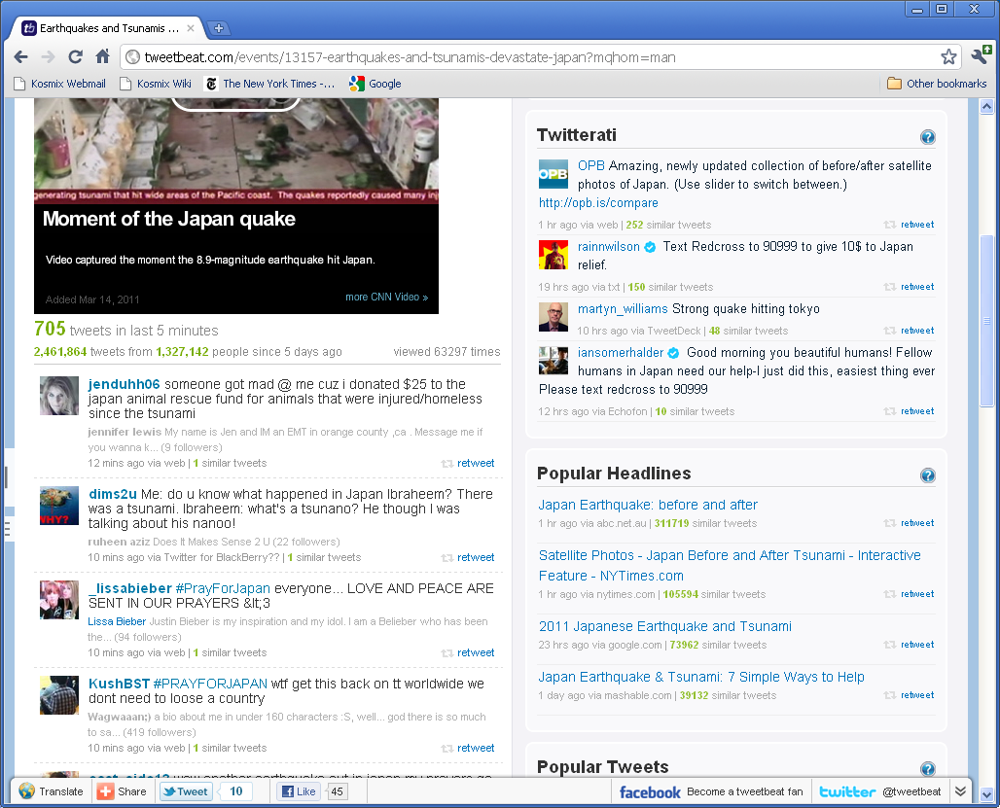 Earthquakes and Tsunamis ...
tweetbeat.com/events/13157-earthquakes-and-tsunamis-devastate-japan?mqhom=man
Kosmix Webmail
Kosmix Wiki
The New York Times -...
Google
Other bookmarks
generating tsunami that hit wide areas of the Pacific coast. The quakes reportedly caused many inj
Moment of the Japan quake
Video captured the moment the 8.9-magnitude earthquake hit Japan.
Added Mar 14, 2011
more CNN Video »
705 tweets in last 5 minutes
2,461,864 tweets from 1,327,142 people since 5 days ago
viewed 63297 times
jenduhh06 someone got mad @ me cuz i donated $25 to the
japan animal rescue fund for animals that were injured/homeless
since the tsunami
jennifer lewis My name is Jen and IM an EMT in orange county ,ca . Message me if
you wanna k... (9 followers)
12 mins ago via web | 1 similar tweets
retweet
WHY?
dims2u Me: do u know what happened in Japan Ibraheem? There
was a tsunami. Ibraheem: what's a tsunano? He though I was
talking about his nanoo!
ruheen aziz Does It Makes Sense 2 U (22 followers)
10 mins ago via Twitter for BlackBerry?? | 1 similar tweets
retweet
_lissabieber #PrayForJapan everyone... LOVE AND PEACE ARE
SENT IN OUR PRAYERS &lt;3
Lissa Bieber Justin Bieber is my inspiration and my idol. I am a Belieber who has been
the... (94 followers)
10 mins ago via web | 1 similar tweets
retweet
KushBST #PRAYFORJAPAN wtf get this back on tt worldwide we
dont need to loose a country
Wagwaaan;) a bio about me in under 160 characters :S, well... god there is so much
to sa... (419 followers)
10 mins ago via web | 1 similar tweets
retweet
Twitterati
?
OPB
OPB Amazing, newly updated collection of before/after satellite
photos of Japan. (Use slider to switch between.)
http://opb.is/compare
1 hr ago via web | 252 similar tweets
retweet
rainnwilson Text Redcross to 90999 to give 10$ to Japan
relief.
19 hrs ago via txt | 150 similar tweets
retweet
martyn_williams Strong quake hitting tokyo
10 hrs ago via TweetDeck | 48 similar tweets
retweet
iansomerhalder Good morning you beautiful humans! Fellow
humans in Japan need our help-I just did this, easiest thing ever
Please text redcross to 90999
12 hrs ago via Echofon | 10 similar tweets
retweet
Popular Headlines
?
Japan Earthquake: before and after
1 hr ago via abc.net.au | 311719 similar tweets
retweet
Satellite Photos - Japan Before and After Tsunami - Interactive
Feature - NYTimes.com
1 hr ago via nytimes.com | 105594 similar tweets
retweet
2011 Japanese Earthquake and Tsunami
23 hrs ago via google.com | 73962 similar tweets
retweet
Japan Earthquake & Tsunami: 7 Simple Ways to Help
1 day ago via mashable.com | 39132 similar tweets
retweet
Popular Tweets
?
Translate
Share
Tweet
10
Like
45
facebook Become a tweetbeat fan
twitter @tweetbeat